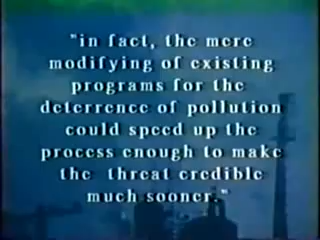 "in fact, the mere
modifying of existing
programs for the
deterrence of pollution
could speed up the
process enough to make
the threat credible
much sooner."